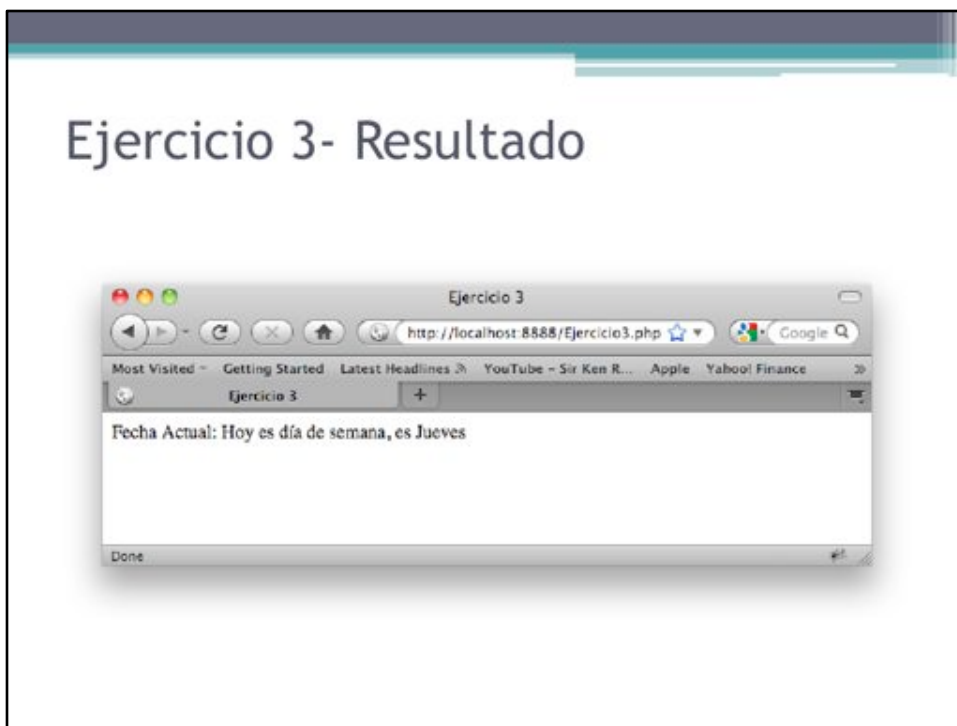 Ejercicio 3- Resultado
Ejercicio 3
http://localhost:8888/Ejercicio3.php Google
Most Visited Getting Started Latest Headlines YouTube – Sir Ken R... Apple Yahoo! Finance »
Ejercicio 3 +
Fecha Actual: Hoy es día de semana, es Jueves
Done